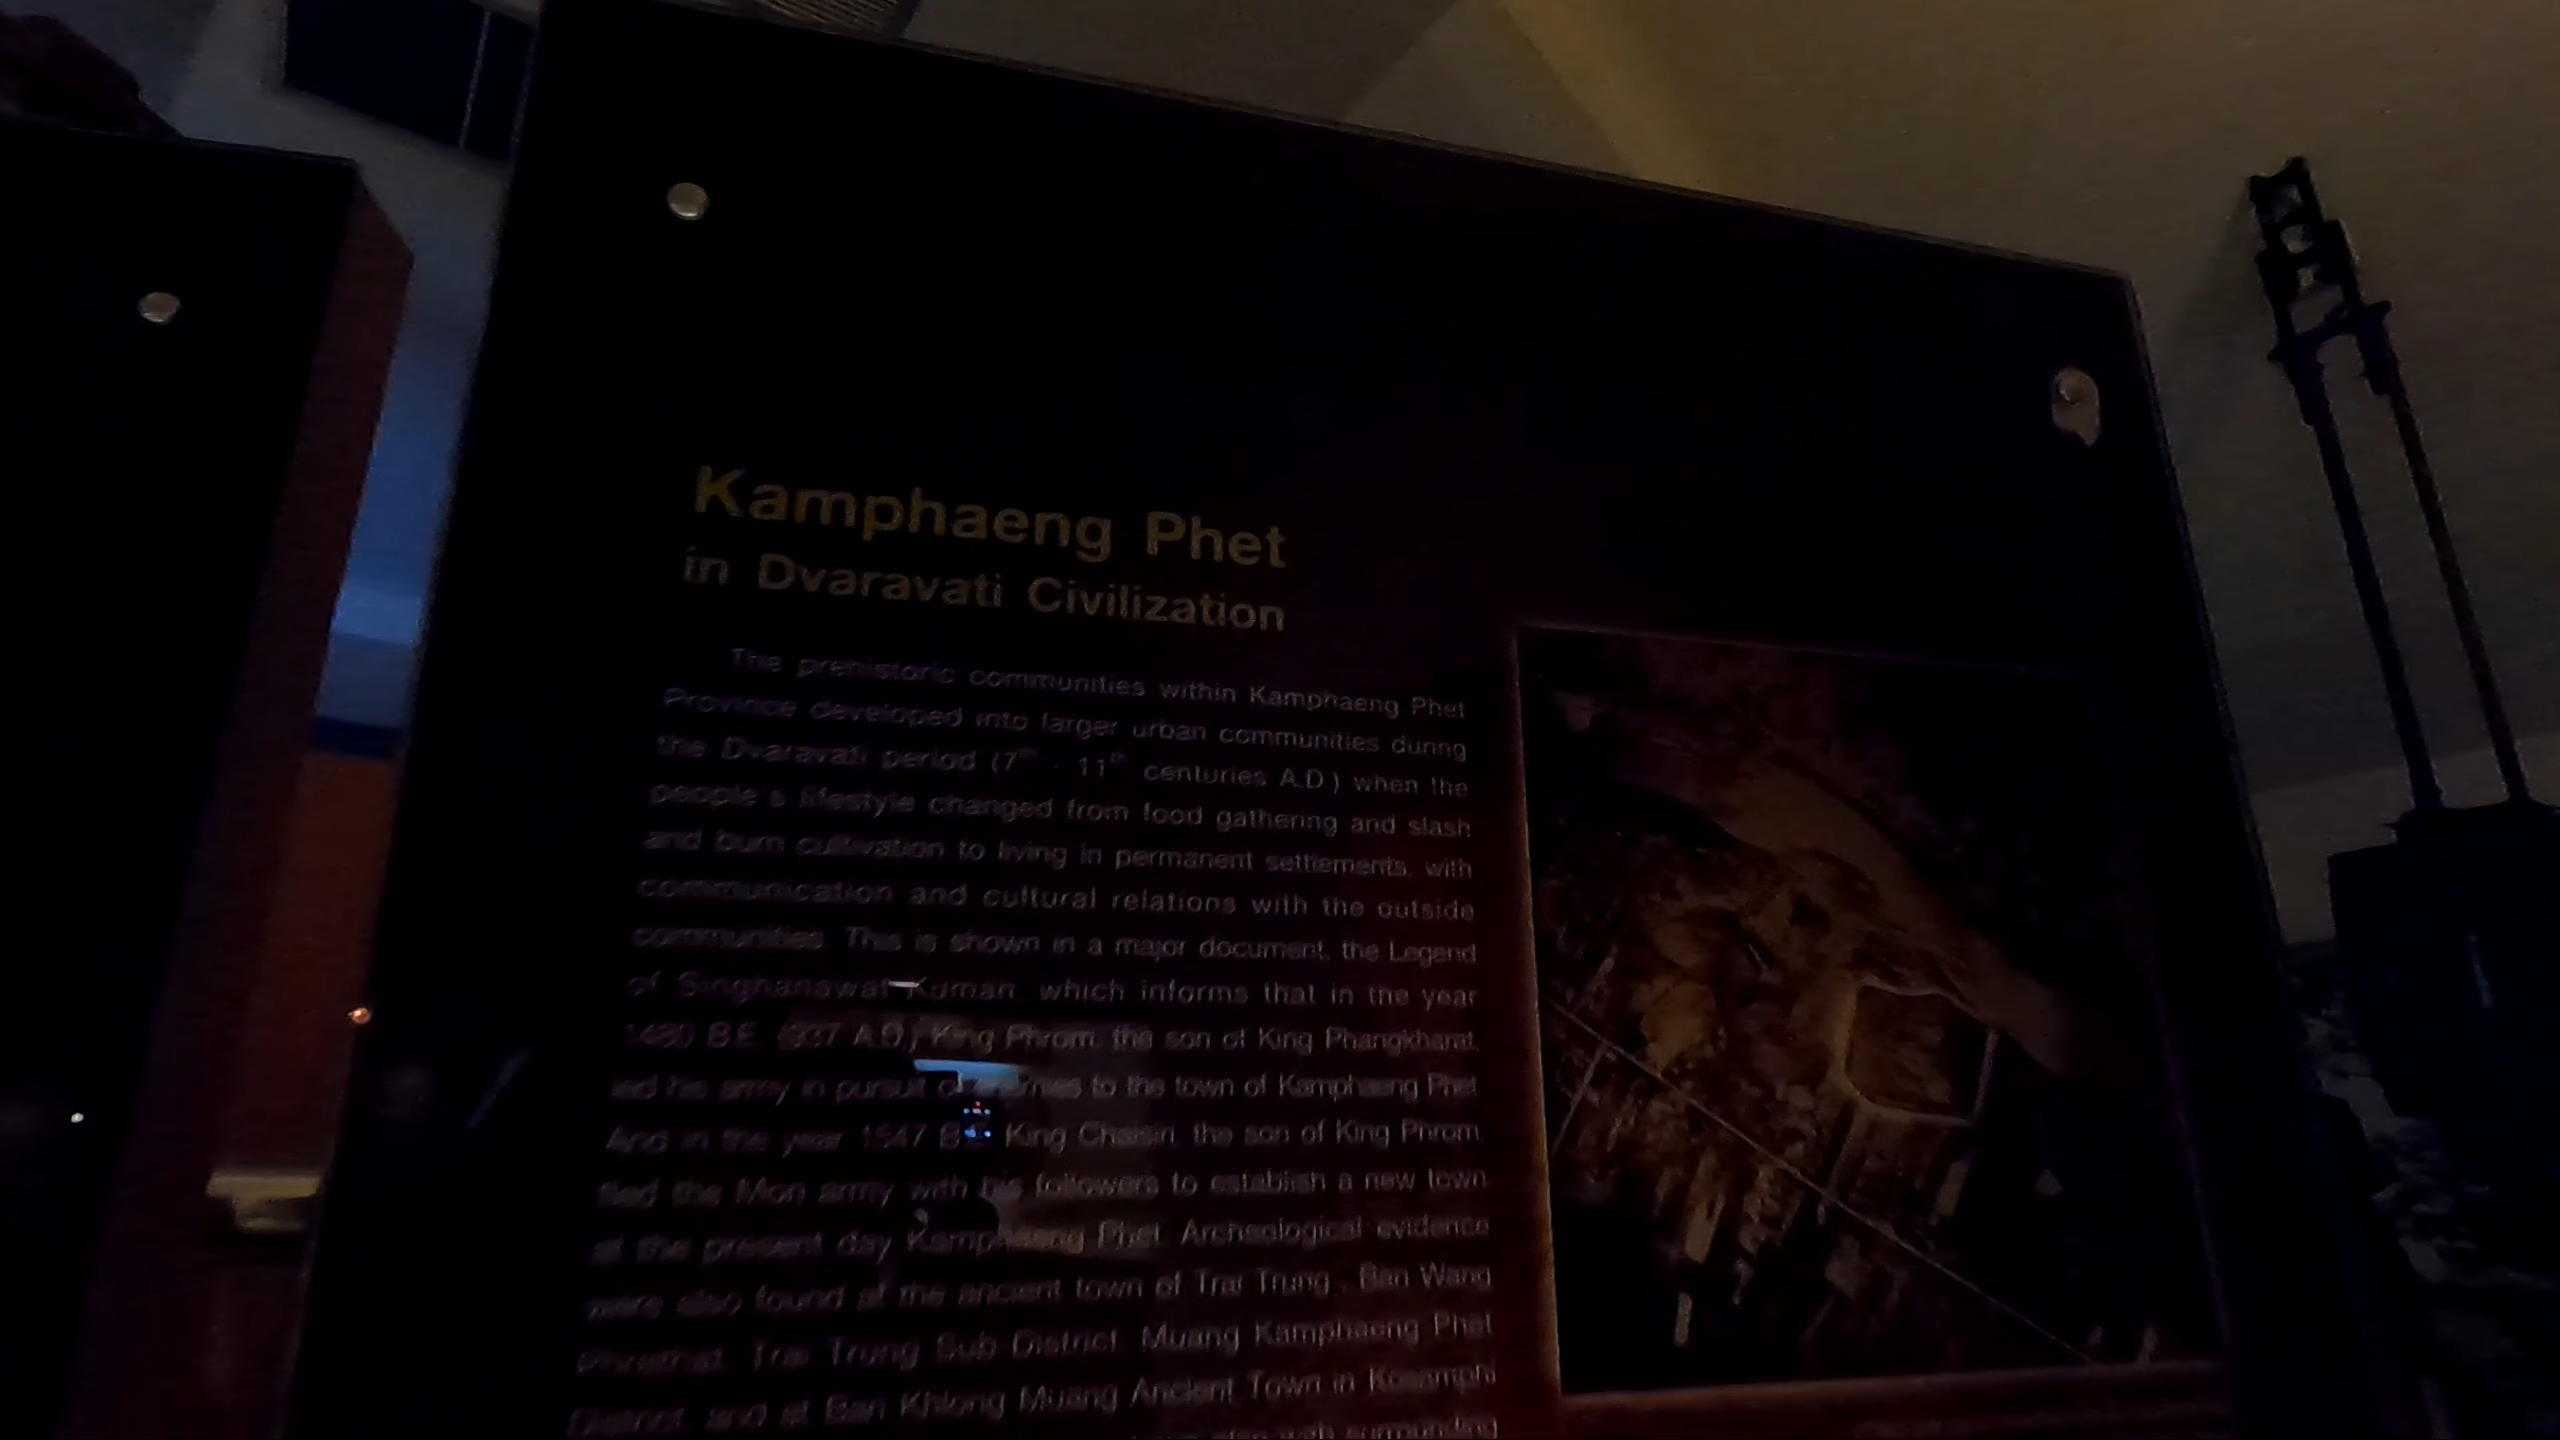 Kamphaeng Phet
in Dvaravati Civilization
The prehistoric communities within Kamphaeng Phet
Province developed into larger urban communities during
the Dvaravati period (7th - 11th centuries A.D.) when the
people's lifestyle changed from food gathering and slash
and burn cultivation to living in permanent settlements, with
communication and cultural relations with the outside
communities. This is shown in a major document, the Legend
of Singhanawat Kuman, which informs that in the year
1480 B.E. (937 A.D.) King Phrom, the son of King Phangkharat,
led his army in pursuit of enemies to the town of Kamphaeng Phet.
And in the year 1547 B.E. King Chaisiri, the son of King Phrom,
fled the Mon army with his followers to establish a new town
at the present day Kamphaeng Phet. Archeological evidence
were also found at the ancient town of Trai Trung, Ban Wang
Phrathat, Trai Trung Sub District, Muang Kamphaeng Phet
District, and at Ban Khlong Muang Ancient Town in Kosamphi
surrounding